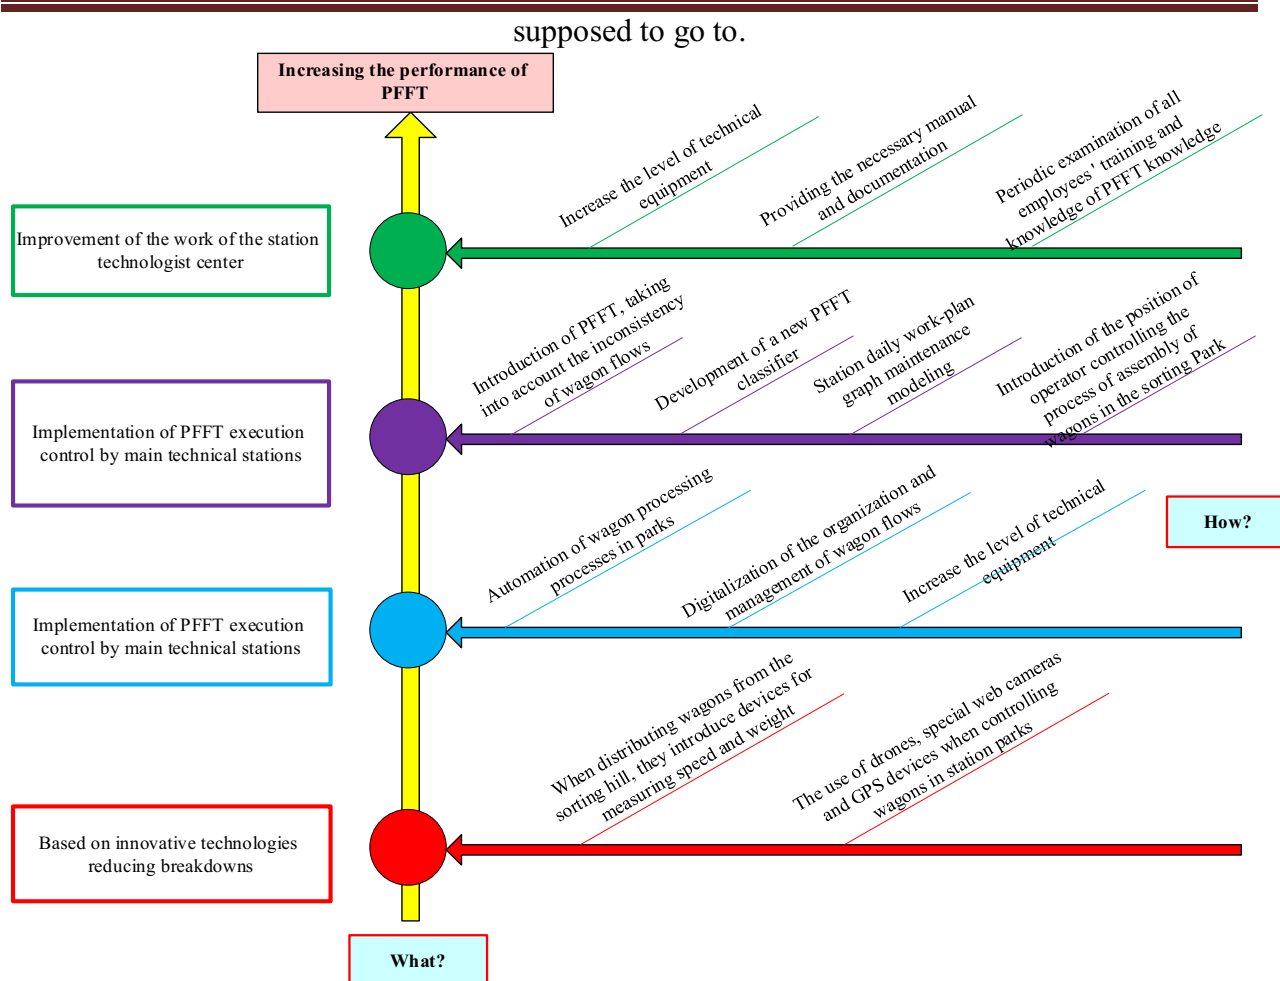 supposed to go to.
Increasing the performance of
PFFT
Increase the level of technical
equipment
Providing the necessary manual
and documentation
Periodic examination of all
employees' training and
knowledge of PFFT knowledge
Improvement of the work of the station
technologist center
Introduction of PFFT, taking
into account the inconsistency
of wagon flows
Development of a new PFFT
classifier
Station daily work-plan
graph maintenance
modeling
Introduction of the position of
operator controlling the
process of assembly of
wagons in the sorting Park
Implementation of PFFT execution
control by main technical stations
How?
Automation of wagon processing
processes in parks
Digitalization of the organization and
management of wagon flows
Increase the level of technical
equipment
Implementation of PFFT execution
control by main technical stations
When distributing wagons from the
sorting hill, they introduce devices for
measuring speed and weight
The use of drones, special web cameras
and GPS devices when controlling
wagons in station parks
Based on innovative technologies
reducing breakdowns
What?